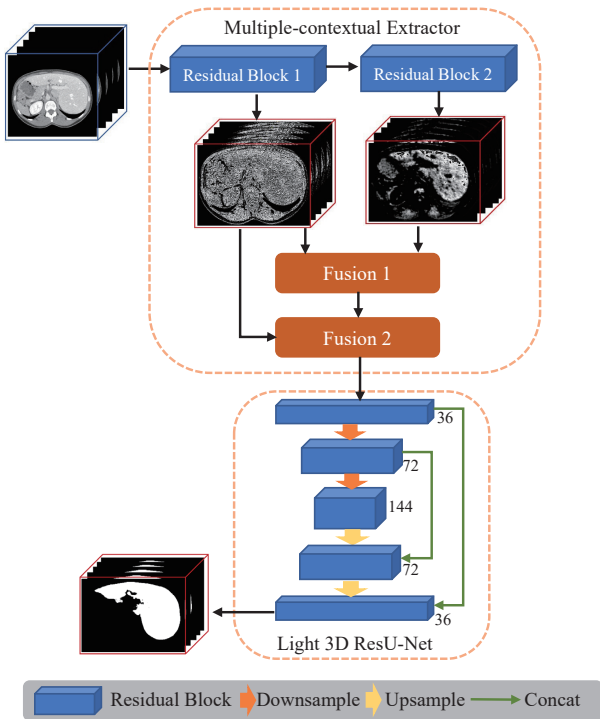 Multiple-contextual Extractor
Residual Block 1
Residual Block 2
Fusion 1
Fusion 2
36
72
144
72
36
Light 3D ResU-Net
Residual Block
Downsample
Upsample
Concat